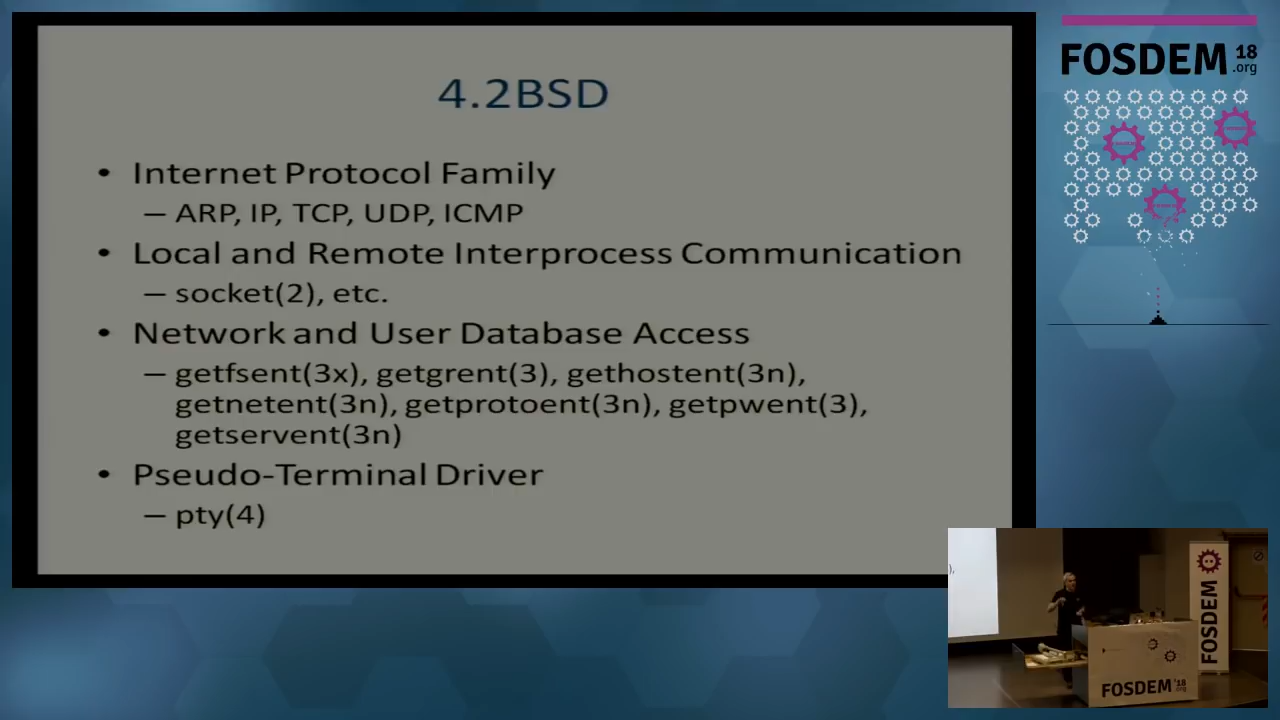 4.2BSD
• Internet Protocol Family
– ARP, IP, TCP, UDP, ICMP
• Local and Remote Interprocess Communication
– socket(2), etc.
• Network and User Database Access
– getfsent(3x), getgrent(3), gethostent(3n),
getnetent(3n), getprotoent(3n), getpwent(3),
getservent(3n)
• Pseudo-Terminal Driver
– pty(4)
FOSDEM 18
.org
),
FOSDEM
FOSDEM '18
.org